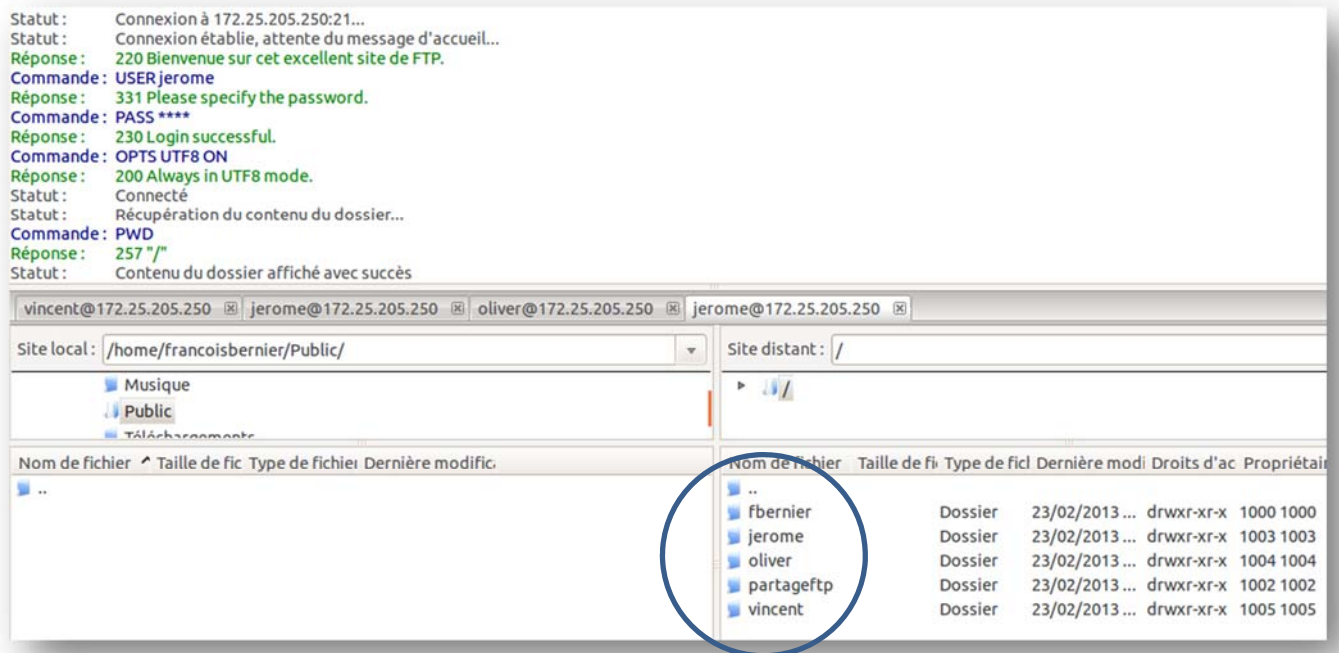 Statut : Connexion à 172.25.205.250:21...
Statut : Connexion établie, attente du message d'accueil...
Réponse : 220 Bienvenue sur cet excellent site de FTP.
Commande : USER jerome
Réponse : 331 Please specify the password.
Commande : PASS ****
Réponse : 230 Login successful.
Commande : OPTS UTF8 ON
Réponse : 200 Always in UTF8 mode.
Statut : Connecté
Statut : Récupération du contenu du dossier...
Commande : PWD
Réponse : 257 "/"
Statut : Contenu du dossier affiché avec succès
vincent@172.25.205.250 jerome@172.25.205.250 oliver@172.25.205.250 jerome@172.25.205.250
Site local : /home/francoisbernier/Public/
Musique
Public
Téléchargements
Site distant : /
/
Nom de fichier Taille de fic Type de fichier Dernière modific
..
Nom de fichier Taille de fi Type de fich Dernière modi Droits d'ac Propriétair
..
fbernier Dossier 23/02/2013 ... drwxr-xr-x 1000 1000
jerome Dossier 23/02/2013 ... drwxr-xr-x 1003 1003
oliver Dossier 23/02/2013 ... drwxr-xr-x 1004 1004
partageftp Dossier 23/02/2013 ... drwxr-xr-x 1002 1002
vincent Dossier 23/02/2013 ... drwxr-xr-x 1005 1005